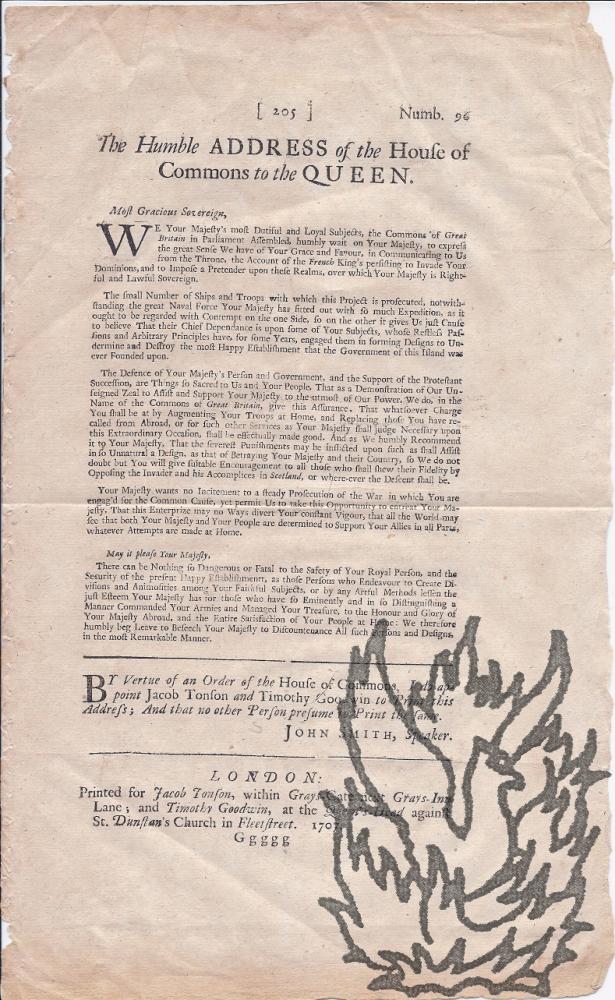 [ 205 ] Numb. 96
The Humble ADDRESS of the Houſe of
Commons to the QUEEN.
Moſt Gracious Sovereign,
WE Your Majeſty's moſt Dutiful and Loyal Subjects, the Commons of Great
Britain in Parliament Aſſembled, humbly wait on Your Majeſty, to expreſs
the great Senſe We have of Your Grace and Favour, in Communicating to Us
from the Throne, the Account of the French King's perſiſting to Invade Your
Dominions, and to Impoſe a Pretender upon theſe Realms, over which Your Majeſty is Right-
ful and Lawful Sovereign.
The ſmall Number of Ships and Troops with which this Project is proſecuted, notwith-
ſtanding the great Naval Force Your Majeſty has fitted out with ſo much Expedition, as it
ought to be regarded with Contempt on the one Side, ſo on the other it gives Us juſt Cauſe
to believe That their Chief Dependance is upon ſome of Your Subjects, whoſe Reſtleſs Paſ-
ſions and Arbitrary Principles have, for ſome Years, engaged them in forming Deſigns to Un-
dermine and Deſtroy the moſt Happy Eſtabliſhment that the Government of this Iſland was
ever Founded upon.
The Defence of Your Majeſty's Perſon and Government, and the Support of the Proteſtant
Succeſſion, are Things ſo Sacred to Us and Your People, That as a Demonſtration of Our Un-
feigned Zeal to Aſſiſt and Support Your Majeſty to the utmoſt of Our Power, We do, in the
Name of the Commons of Great Britain, give this Aſſurance, That whatſoever Charge
You ſhall be at by Augmenting Your Troops at Home, and Replacing thoſe You have re-
called from Abroad, or for ſuch other Services as Your Majeſty ſhall judge Neceſſary upon
this Extraordinary Occaſion, ſhall be effectually made good. And as We humbly Recommend
it to Your Majeſty, That the ſevereſt Puniſhments may be inflicted upon ſuch as ſhall Aſſiſt
in ſo Unnatural a Deſign, as that of Betraying Your Majeſty and their Country, ſo We do not
doubt but You will give ſuitable Encouragement to all thoſe who ſhall ſhew their Fidelity by
Oppoſing the Invader and his Accomplices in Scotland, or where-ever the Deſcent ſhall be.
Your Majeſty wants no Incitement to a ſteady Proſecution of the War in which You are
engag'd for the Common Cauſe, yet permit Us to take this Opportunity to entreat Your Ma-
jeſty, That this Enterprize may no Ways divert Your conſtant Vigour, that all the World may
ſee that both Your Majeſty and Your People are determined to Support Your Allies in all Parts,
whatever Attempts are made at Home.
May it pleaſe Your Majeſty,
There can be Nothing ſo Dangerous or Fatal to the Safety of Your Royal Perſon, and the
Security of the preſent Happy Eſtabliſhment, as thoſe Perſons who Endeavour to Create Di-
viſions and Animoſities among Your Faithful Subjects, or by any Artful Methods leſſen the
juſt Eſteem Your Majeſty has for thoſe who have ſo Eminently and in ſo Diſtinguiſhing a
Manner Commanded Your Armies and Managed Your Treaſure, to the Honour and Glory of
Your Majeſty Abroad, and the Entire Satisfaction of Your People at Home: We therefore
humbly beg Leave to Beſeech Your Majeſty to Diſcountenance All ſuch Perſons and Deſigns,
in the moſt Remarkable Manner.
BY Vertue of an Order of the Houſe of Commons, I do ap-
point Jacob Tonſon and Timothy Goodwin to Print this
Addreſs; And that no other Perſon preſume to Print the ſame.
JOHN SMITH, Speaker.
LONDON:
Printed for Jacob Tonſon, within Grays-Inn Gate next Grays-Inn
Lane; and Timothy Goodwin, at the Queen's-Head againſt
St. Dunſtan's Church in Fleetſtreet. 1707.
Ggggg